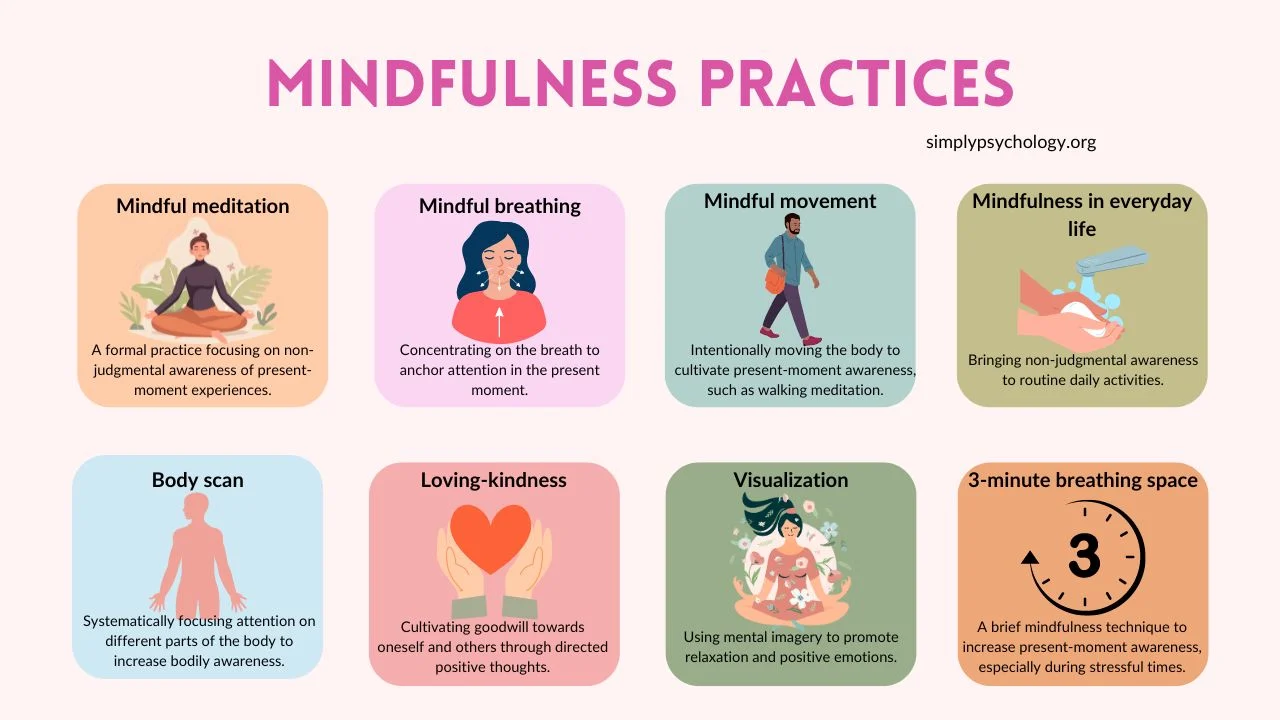 MINDFULNESS PRACTICES
simplypsychology.org
Mindful meditation
A formal practice focusing on non-
judgmental awareness of present-
moment experiences.
Mindful breathing
Concentrating on the breath to
anchor attention in the present
moment.
Mindful movement
Intentionally moving the body to
cultivate present-moment awareness,
such as walking meditation.
Mindfulness in everyday
life
Bringing non-judgmental awareness
to routine daily activities.
Body scan
Systematically focusing attention on
different parts of the body to
increase bodily awareness.
Loving-kindness
Cultivating goodwill towards
oneself and others through directed
positive thoughts.
Visualization
Using mental imagery to promote
relaxation and positive emotions.
3-minute breathing space
3
A brief mindfulness technique to
increase present-moment awareness,
especially during stressful times.